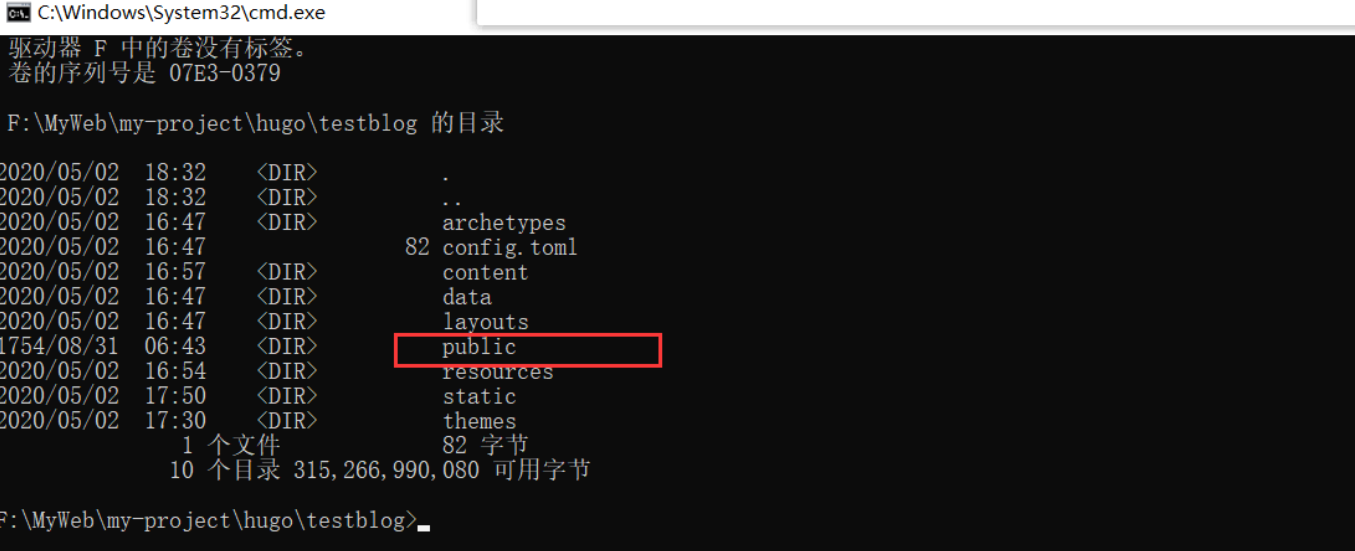 C:\Windows\System32\cmd.exe
驱动器 F 中的卷没有标签。
卷的序列号是 07E3-0379
F:\MyWeb\my-project\hugo\testblog 的目录
2020/05/02 18:32 <DIR> .
2020/05/02 18:32 <DIR> ..
2020/05/02 16:47 <DIR> archetypes
2020/05/02 16:47 82 config.toml
2020/05/02 16:57 <DIR> content
2020/05/02 16:47 <DIR> data
2020/05/02 16:47 <DIR> layouts
1754/08/31 06:43 <DIR> public
2020/05/02 16:54 <DIR> resources
2020/05/02 17:50 <DIR> static
2020/05/02 17:30 <DIR> themes
1 个文件 82 字节
10 个目录 315,266,990,080 可用字节
F:\MyWeb\my-project\hugo\testblog>